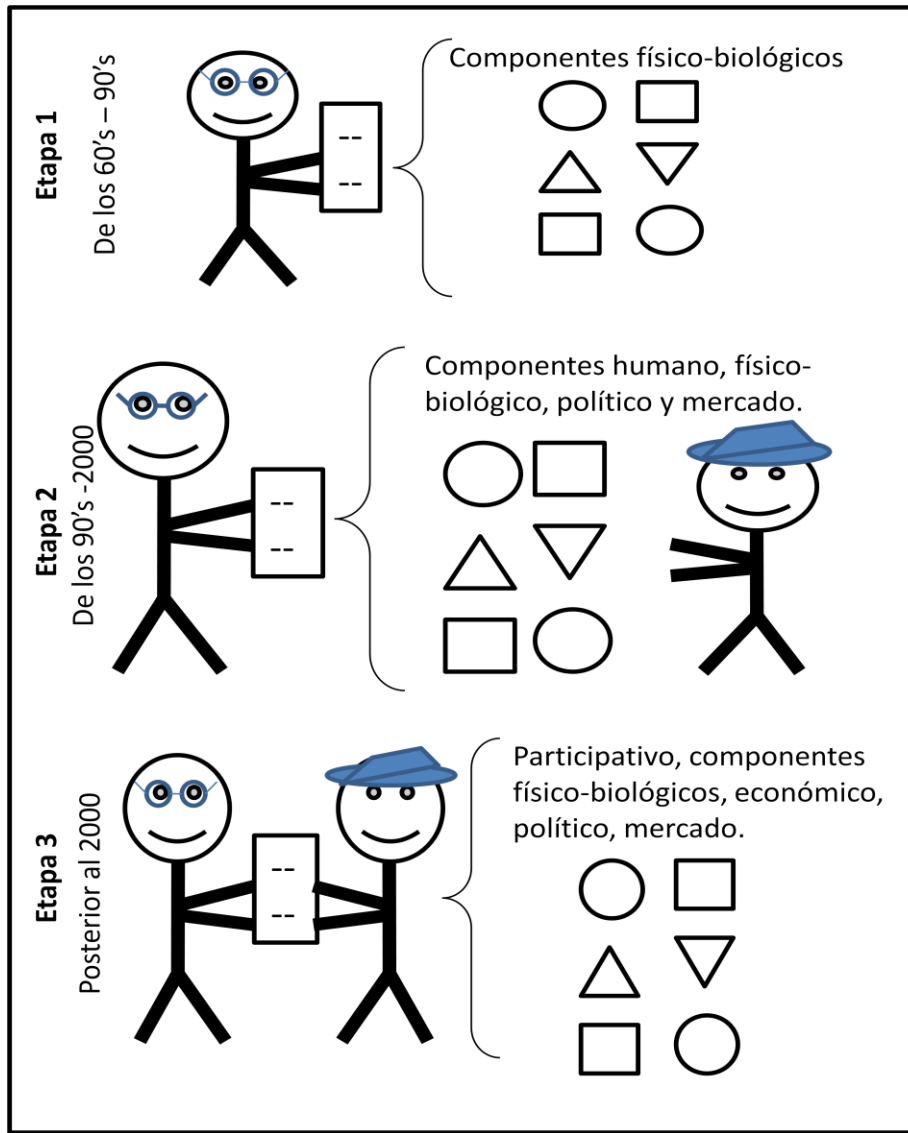 Etapa 1
De los 60's – 90's
Componentes físico-biológicos
--
--
Etapa 2
De los 90's -2000
Componentes humano, físico-
biológico, político y mercado.
--
--
Etapa 3
Posterior al 2000
Participativo, componentes
físico-biológicos, económico,
político, mercado.
--
--